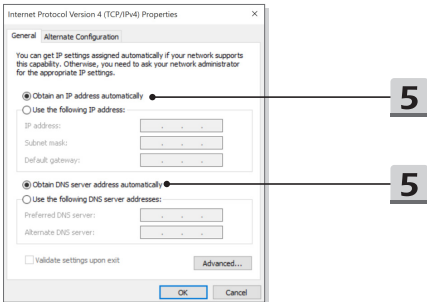 Internet Protocol Version 4 (TCP/IPv4) Properties
General Alternate Configuration
You can get IP settings assigned automatically if your network supports
this capability. Otherwise, you need to ask your network administrator
for the appropriate IP settings.
Obtain an IP address automatically
5
Use the following IP address:
IP address:
Subnet mask:
Default gateway:
Obtain DNS server address automatically
5
Use the following DNS server addresses:
Preferred DNS server:
Alternate DNS server:
Validate settings upon exit
Advanced...
OK Cancel